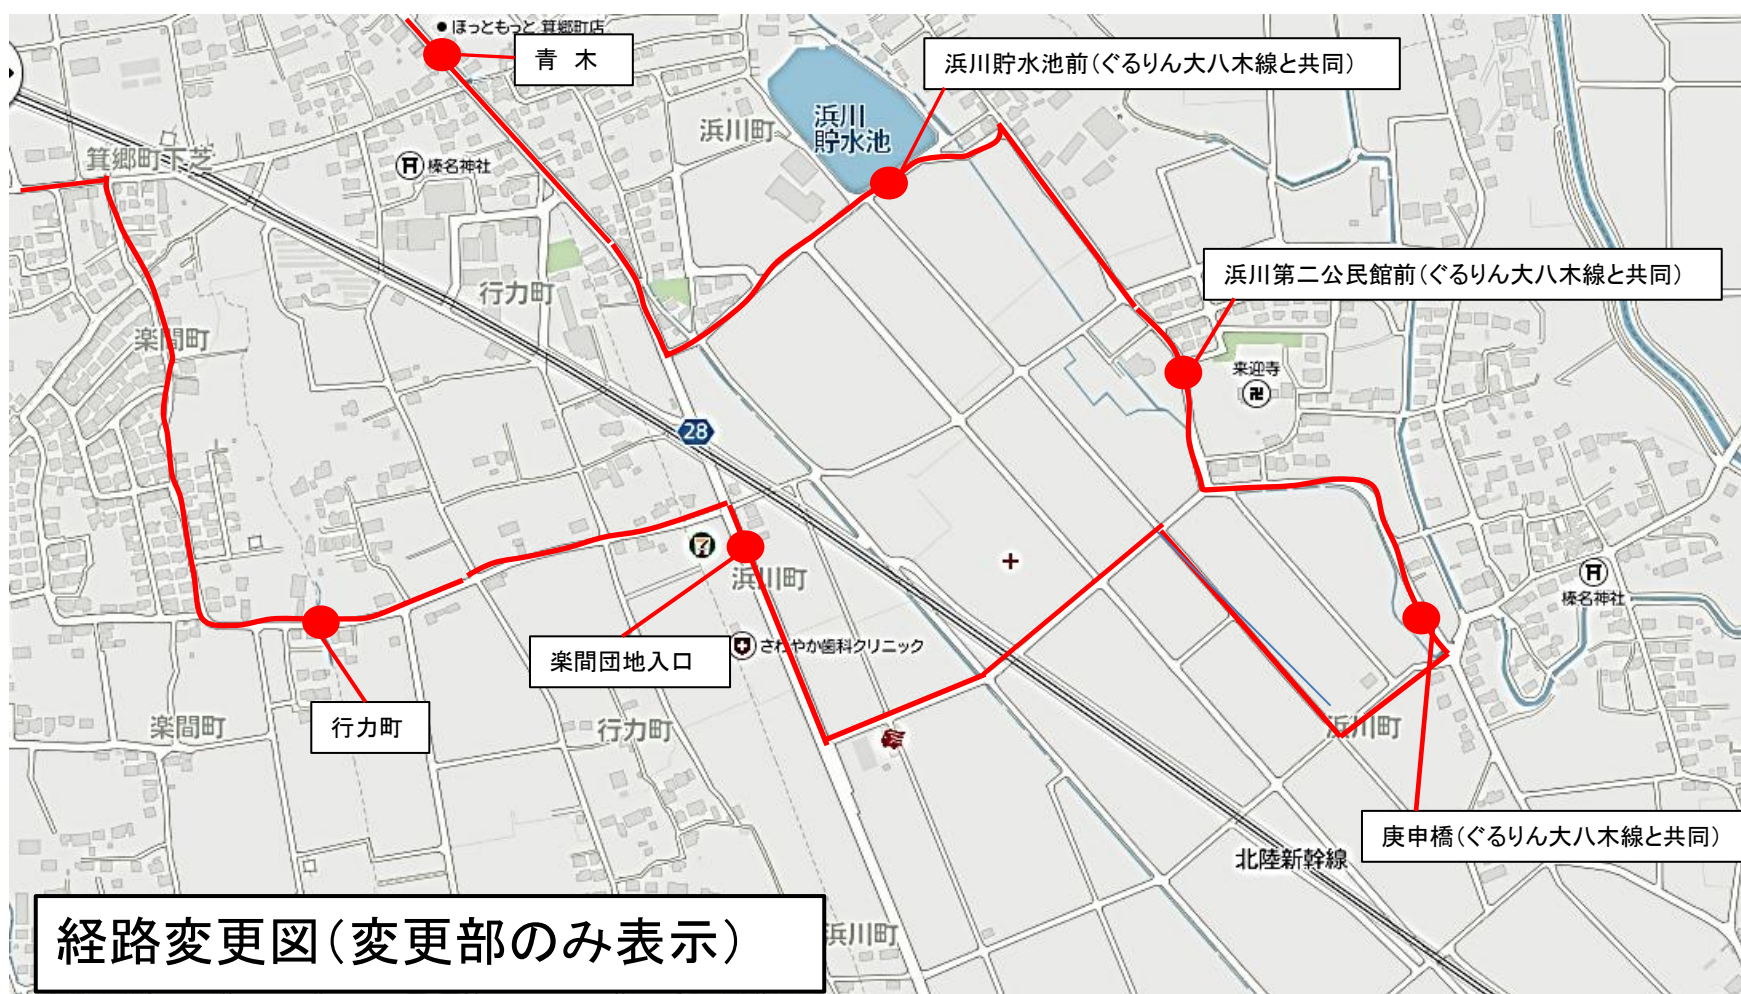 ほっともっと 箕郷町店
青 木
浜川貯水池前(ぐるりん大八木線と共同)
浜川町
浜川
貯水池
箕郷町下芝
榛名神社
浜川第二公民館前(ぐるりん大八木線と共同)
行力町
楽間町
来迎寺
28
浜川町
榛名神社
さわやか歯科クリニック
楽間団地入口
行力町
楽間町
行力町
浜川町
庚申橋(ぐるりん大八木線と共同)
北陸新幹線
経路変更図(変更部のみ表示)
浜川町